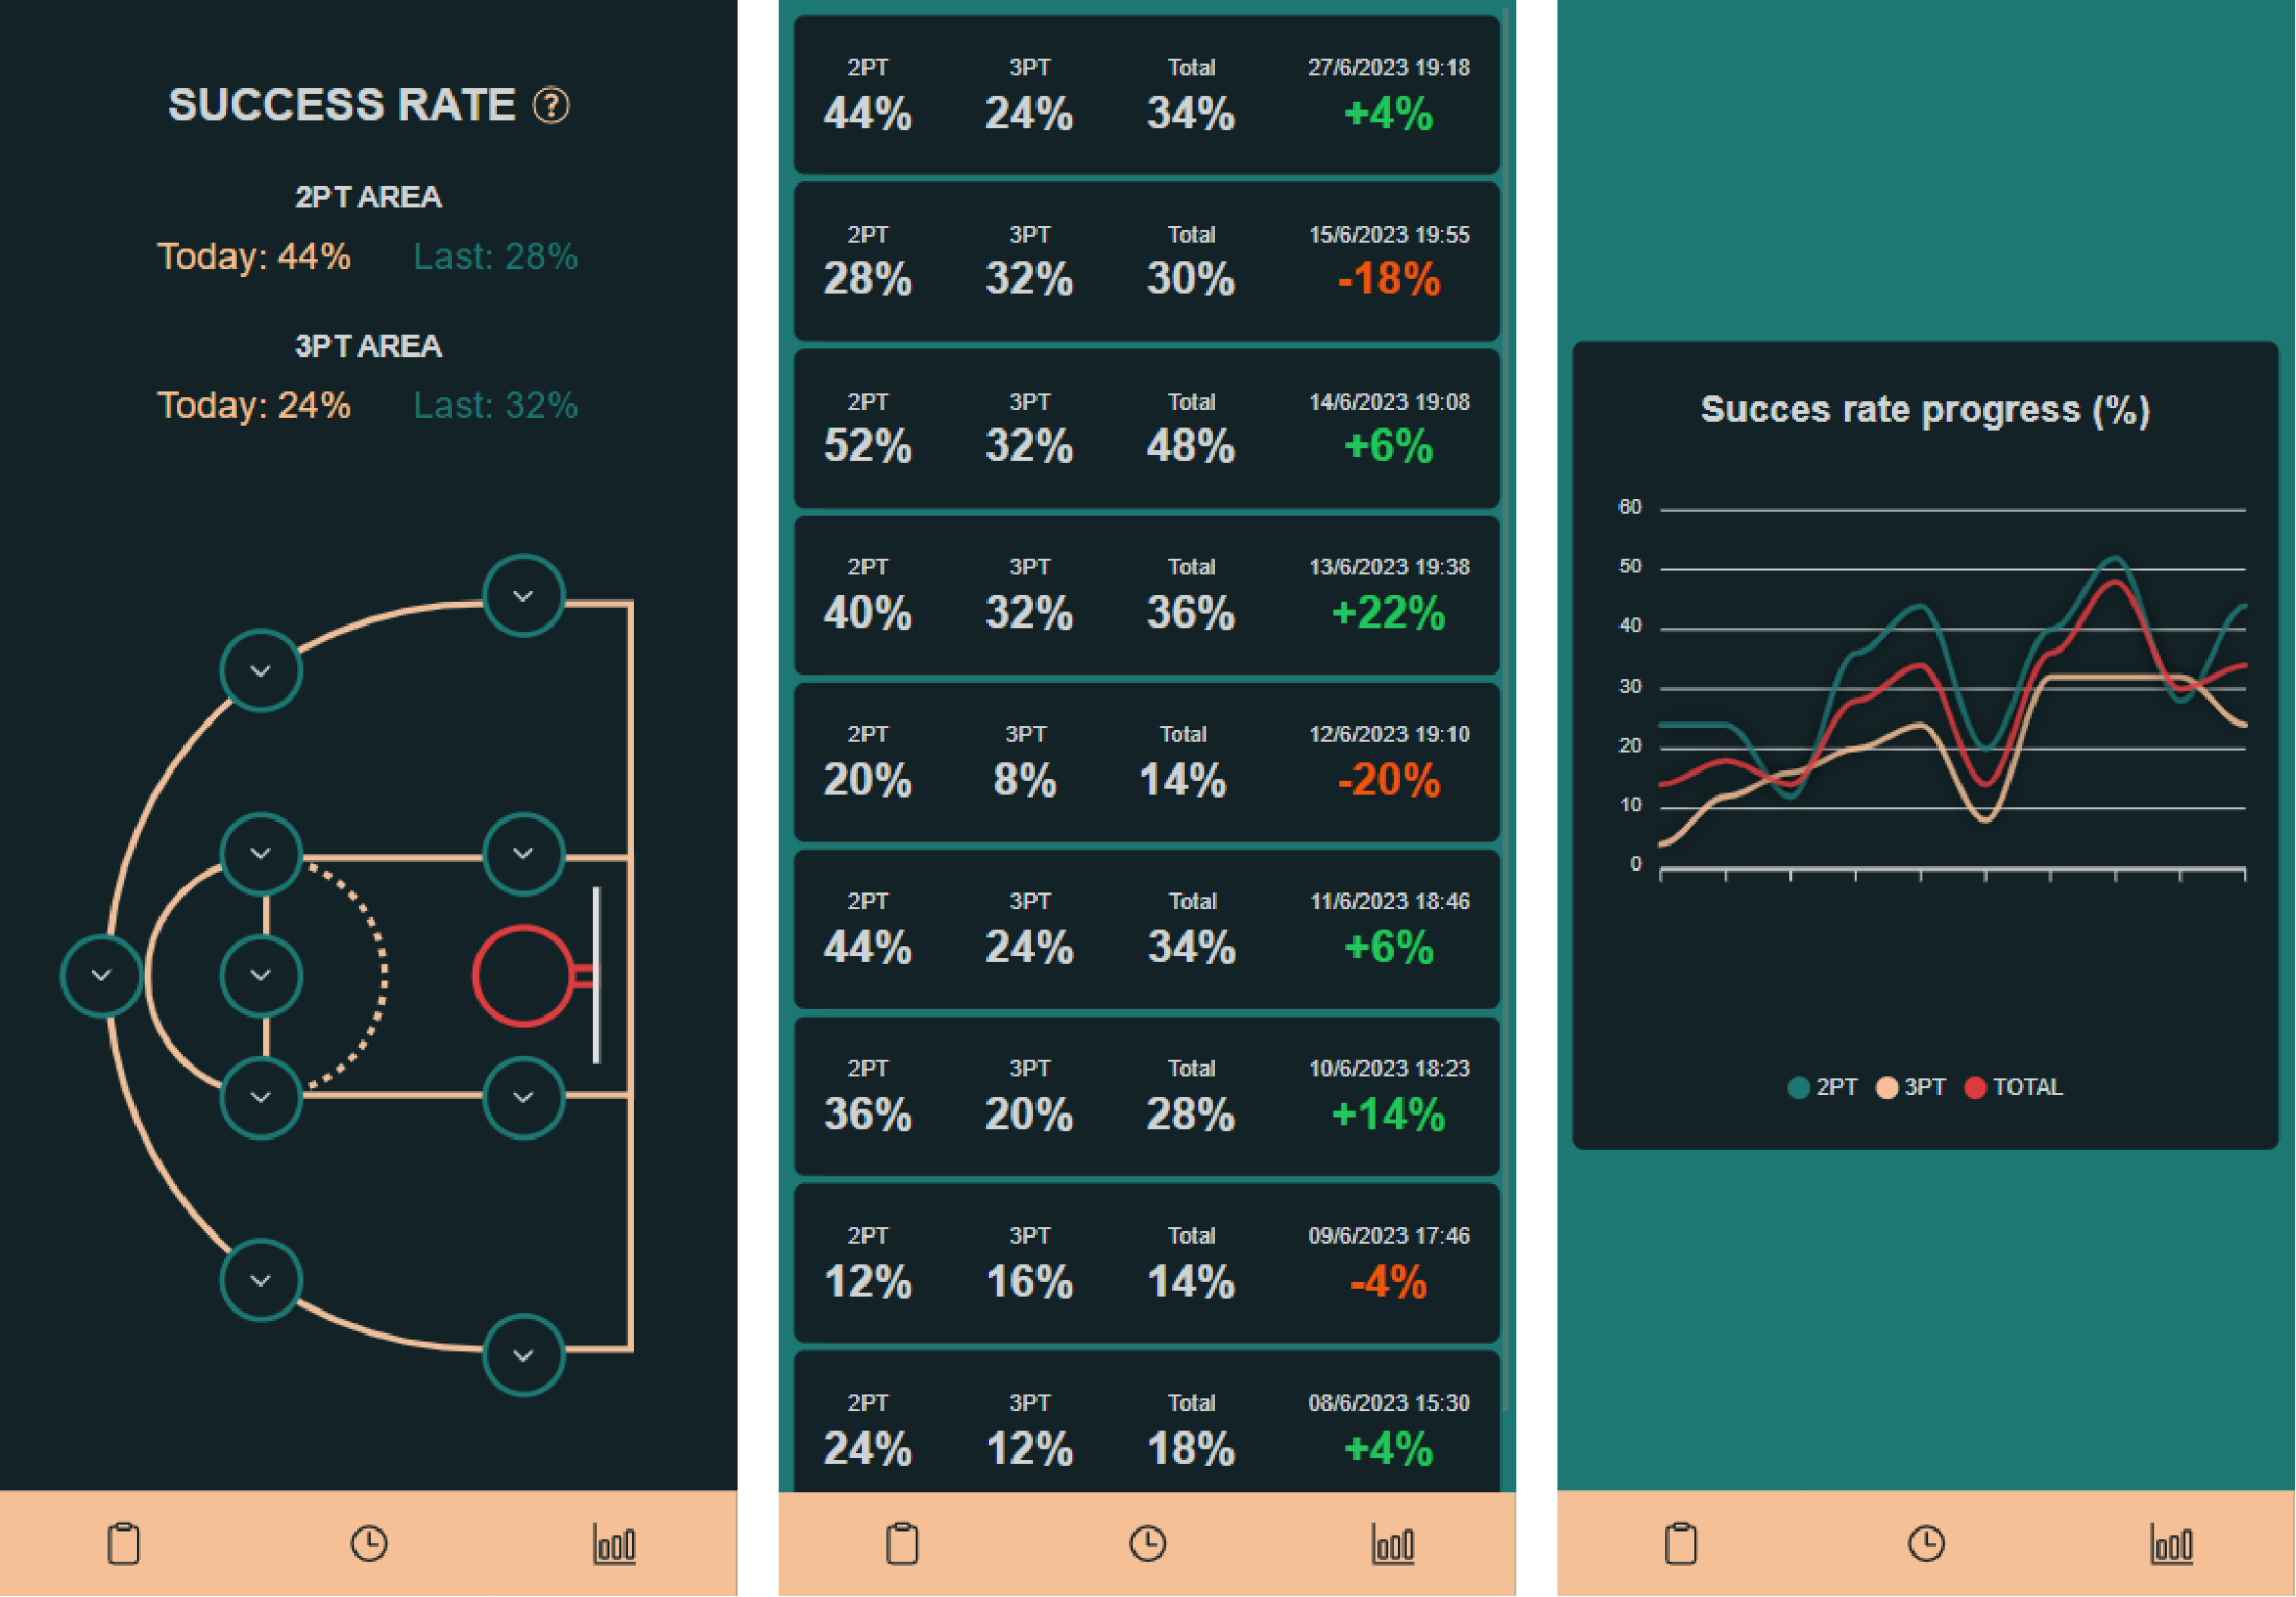 SUCCESS RATE ?
2PT AREA
Today: 44% Last: 28%
3PT AREA
Today: 24% Last: 32%
2PT 3PT Total 27/6/2023 19:18
44% 24% 34% +4%
2PT 3PT Total 15/6/2023 19:55
28% 32% 30% -18%
2PT 3PT Total 14/6/2023 19:08
52% 32% 48% +6%
2PT 3PT Total 13/6/2023 19:38
40% 32% 36% +22%
2PT 3PT Total 12/6/2023 19:10
20% 8% 14% -20%
2PT 3PT Total 11/6/2023 18:46
44% 24% 34% +6%
2PT 3PT Total 10/6/2023 18:23
36% 20% 28% +14%
2PT 3PT Total 09/6/2023 17:46
12% 16% 14% -4%
2PT 3PT Total 08/6/2023 15:30
24% 12% 18% +4%
Succes rate progress (%)
60
50
40
30
20
10
0
2PT 3PT TOTAL